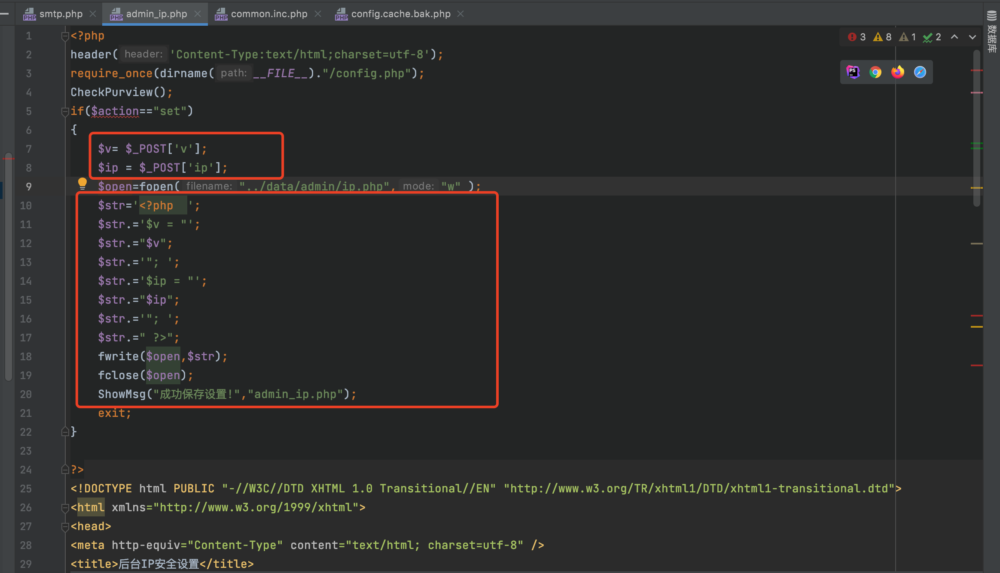 smtp.php
admin_ip.php
common.inc.php
config.cache.bak.php
数据库
3 8 1 2
1 <?php
2 header( header: 'Content-Type:text/html;charset=utf-8');
3 require_once(dirname( path: __FILE__)."/config.php");
4 CheckPurview();
5 if($action=="set")
6 {
7 $v= $_POST['v'];
8 $ip = $_POST['ip'];
9 $open=fopen( filename: "../data/admin/ip.php", mode: "w" );
10 $str='<?php  ';
11 $str.='$v = "';
12 $str.="$v";
13 $str.='"; ';
14 $str.='$ip = "';
15 $str.="$ip";
16 $str.='"; ';
17 $str.=" ?>";
18 fwrite($open,$str);
19 fclose($open);
20 ShowMsg("成功保存设置!","admin_ip.php");
21 exit;
22 }
23
24 ?>
25 <!DOCTYPE html PUBLIC "-//W3C//DTD XHTML 1.0 Transitional//EN" "http://www.w3.org/TR/xhtml1/DTD/xhtml1-transitional.dtd">
26 <html xmlns="http://www.w3.org/1999/xhtml">
27 <head>
28 <meta http-equiv="Content-Type" content="text/html; charset=utf-8" />
29 <title>后台IP安全设置</title>